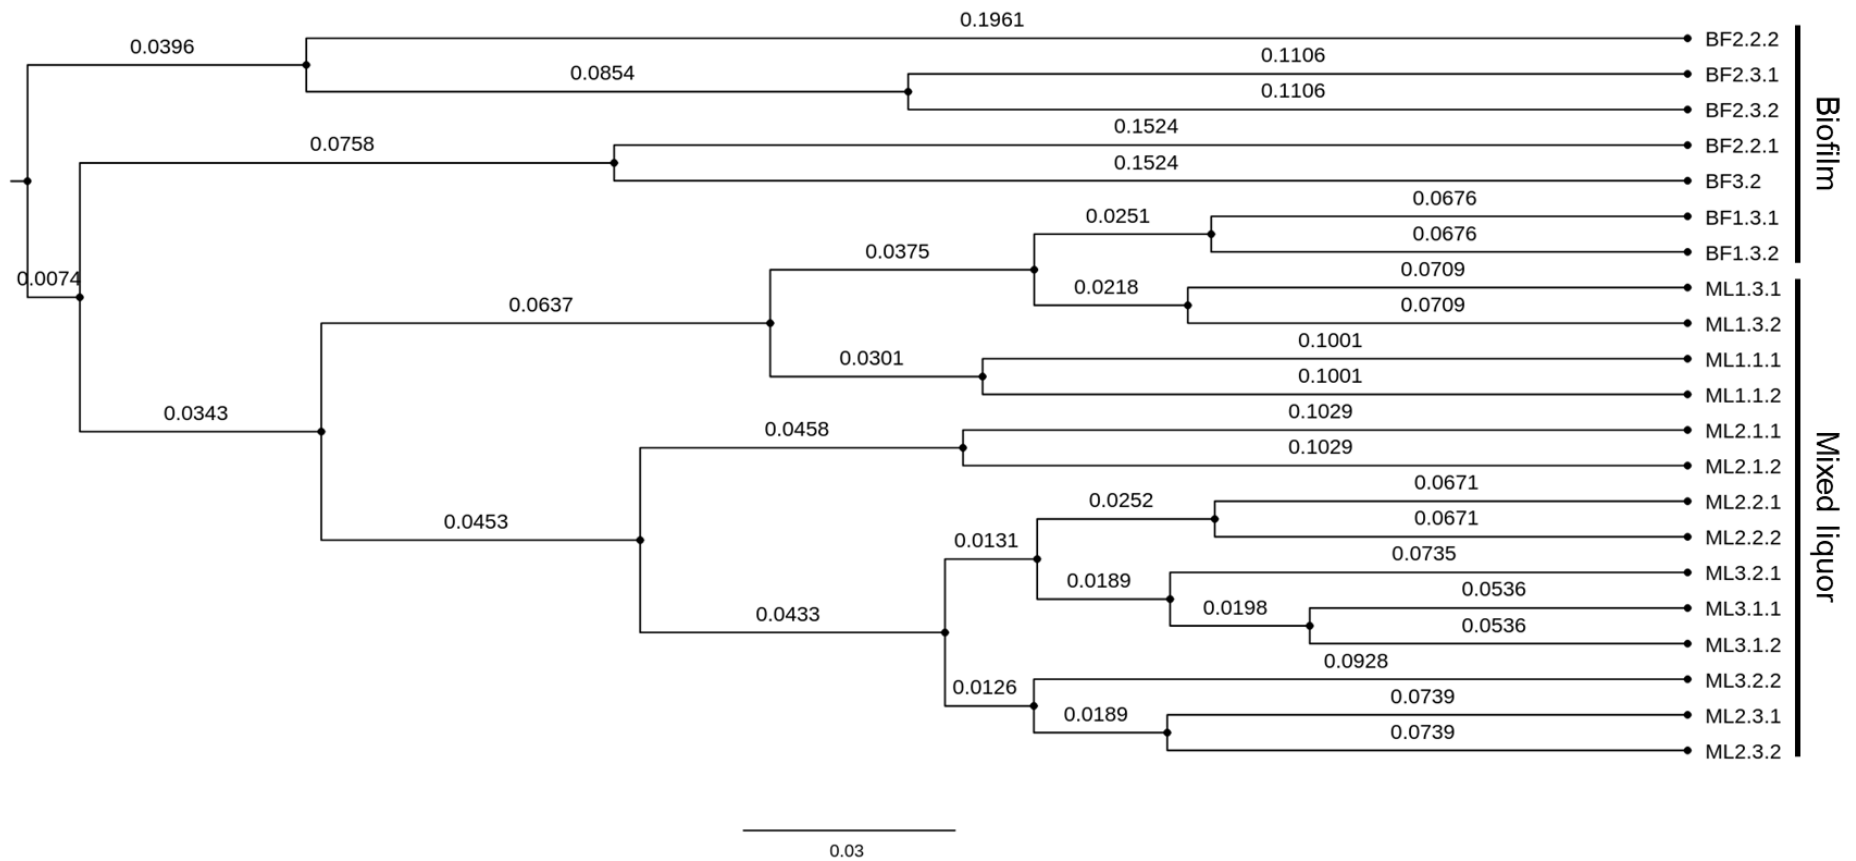 0.1961
0.0396
BF2.2.2
0.1106
0.0854
BF2.3.1
0.1106
BF2.3.2
0.1524
0.0758
BF2.2.1
0.1524
BF3.2
0.0676
0.0251
BF1.3.1
0.0676
0.0375
BF1.3.2
0.0709
0.0074
0.0218
ML1.3.1
0.0709
0.0637
ML1.3.2
0.1001
0.0301
ML1.1.1
0.1001
ML1.1.2
0.1029
0.0343
0.0458
ML2.1.1
0.1029
ML2.1.2
0.0671
0.0252
ML2.2.1
0.0671
0.0453
ML2.2.2
0.0131
0.0735
0.0189
ML3.2.1
0.0536
0.0198
ML3.1.1
0.0433
0.0536
ML3.1.2
0.0928
0.0126
ML3.2.2
0.0739
0.0189
ML2.3.1
0.0739
ML2.3.2
Biofilm
Mixed liquor
0.03